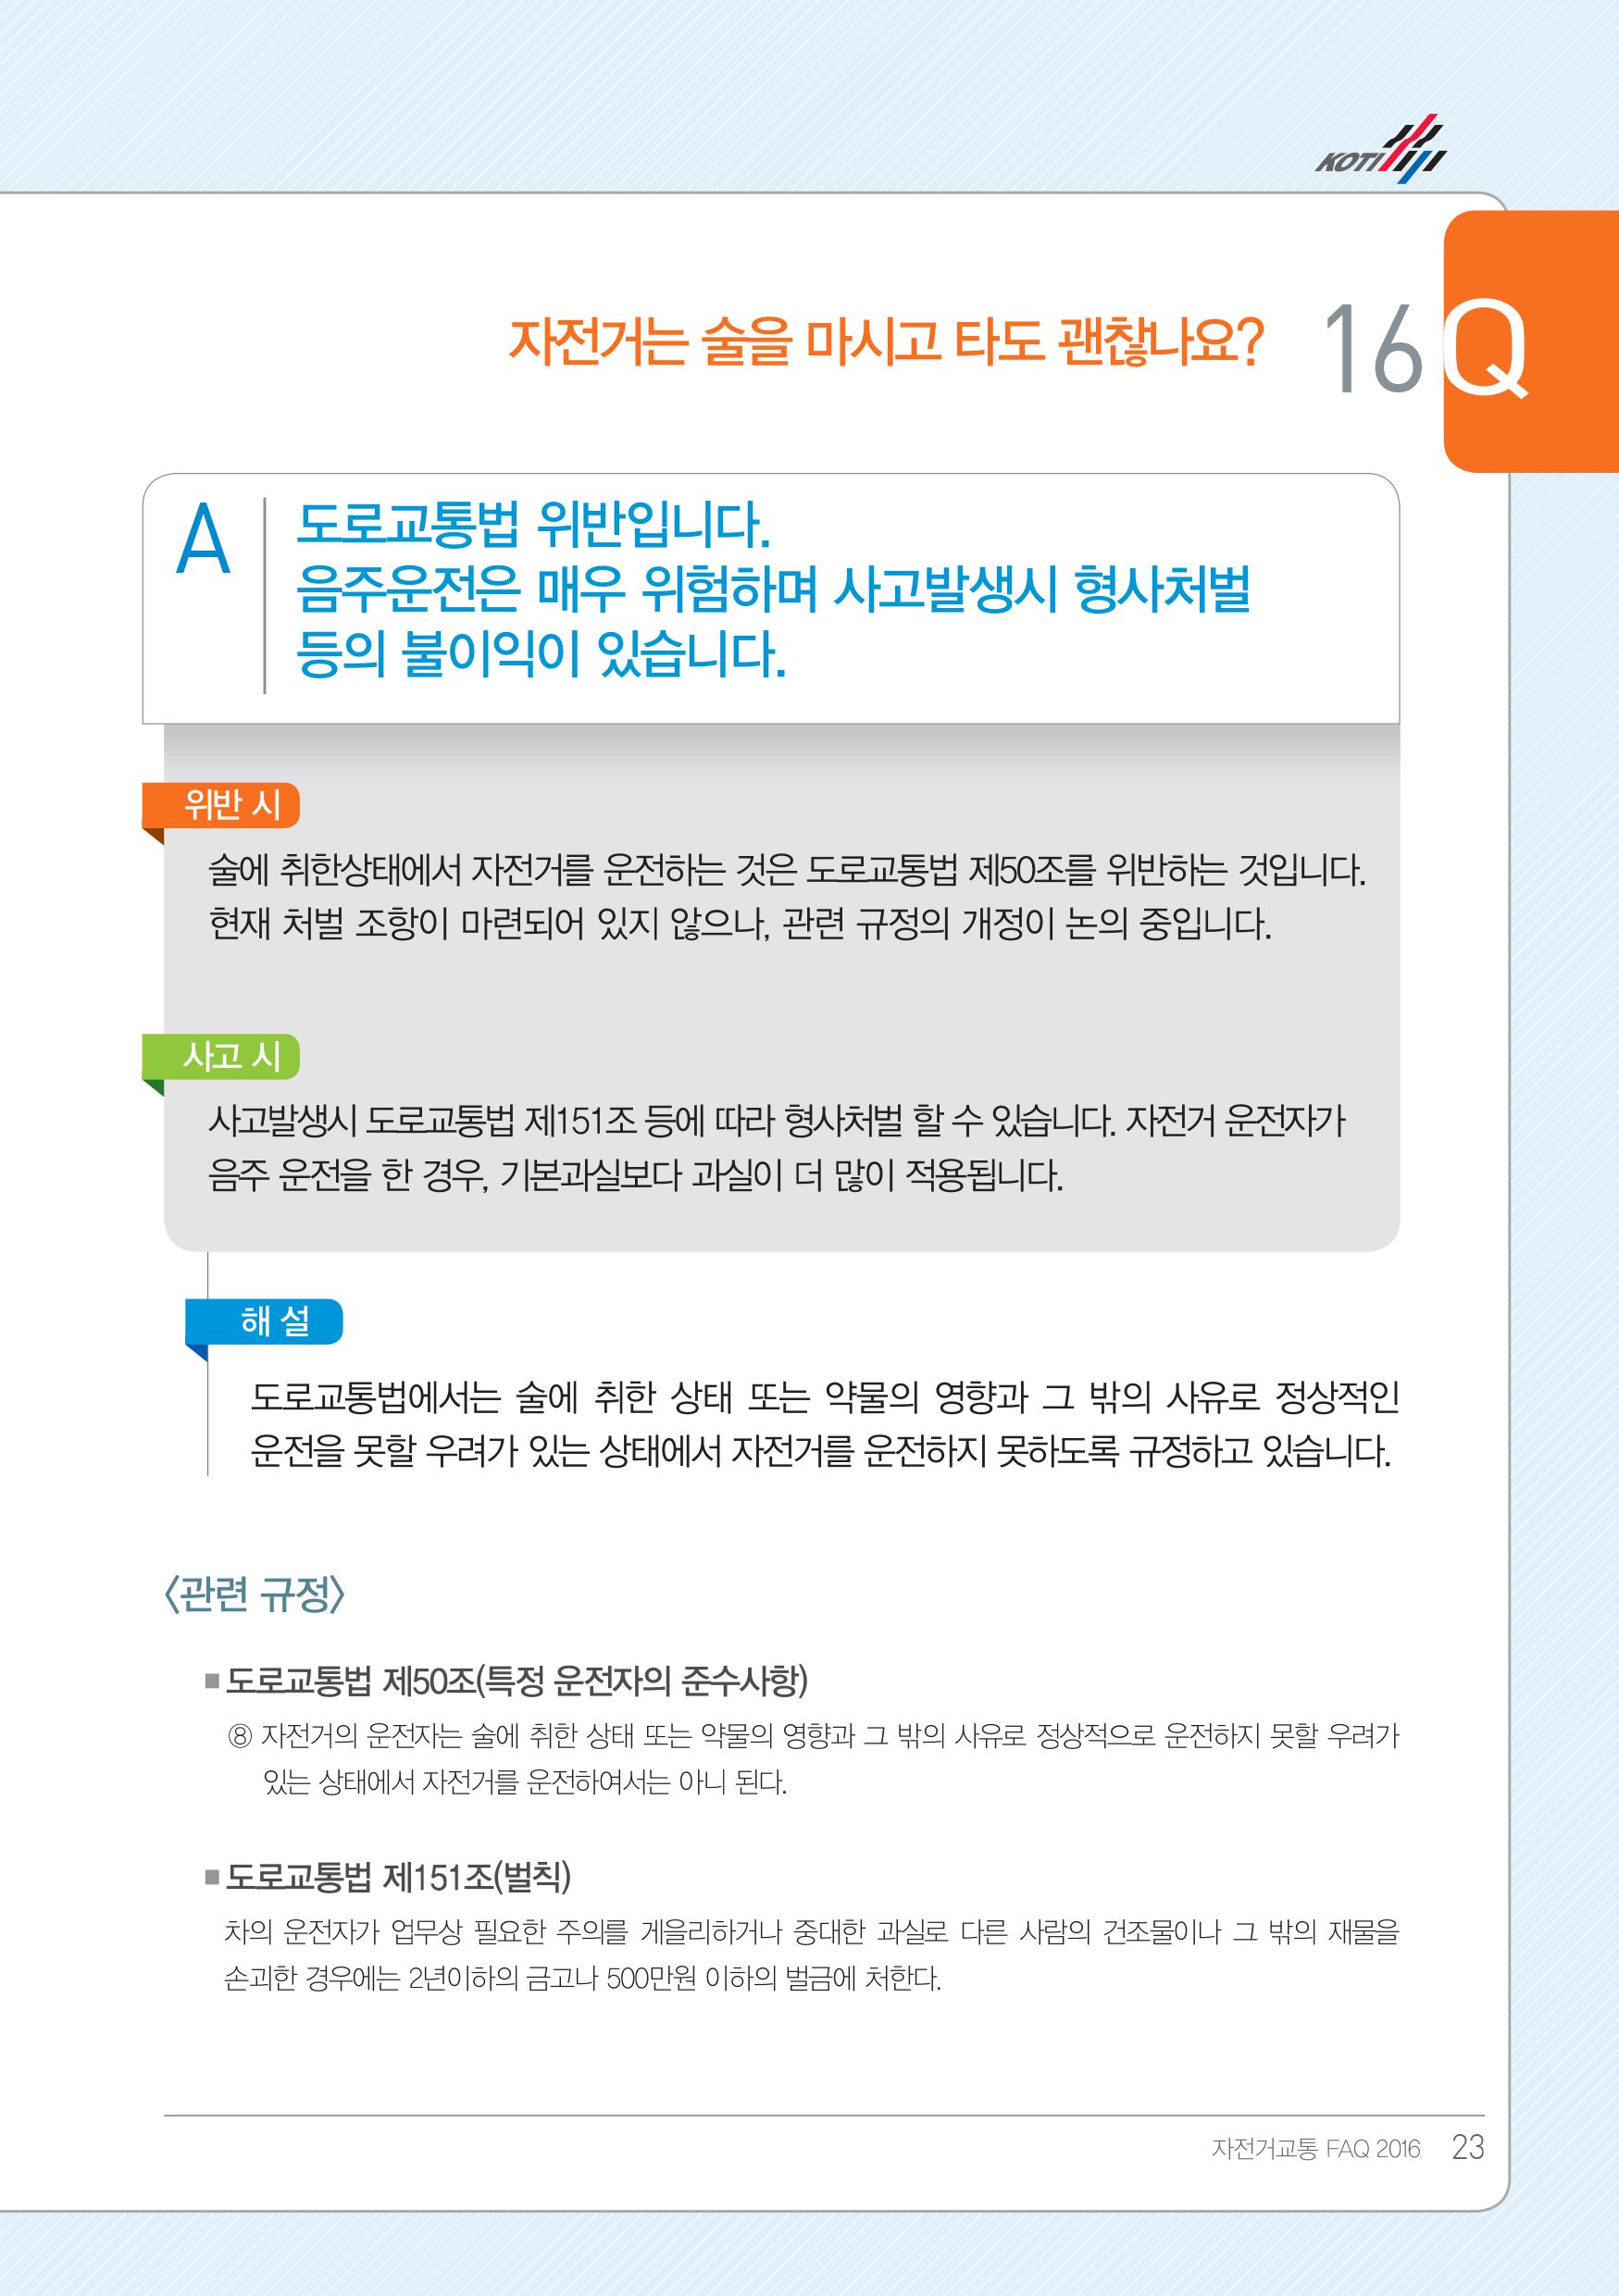 KOTI
자전거는 술을 마시고 타도 괜찮나요? 16 Q
A 도로교통법 위반입니다.
음주운전은 매우 위험하며 사고발생시 형사처벌
등의 불이익이 있습니다.
위반 시
술에 취한상태에서 자전거를 운전하는 것은 도로교통법 제50조를 위반하는 것입니다.
현재 처벌 조항이 마련되어 있지 않으나, 관련 규정의 개정이 논의 중입니다.
사고 시
사고발생시 도로교통법 제151조 등에 따라 형사처벌 할 수 있습니다. 자전거 운전자가
음주 운전을 한 경우, 기본과실보다 과실이 더 많이 적용됩니다.
해 설
도로교통법에서는 술에 취한 상태 또는 약물의 영향과 그 밖의 사유로 정상적인
운전을 못할 우려가 있는 상태에서 자전거를 운전하지 못하도록 규정하고 있습니다.
〈관련 규정〉
■ 도로교통법 제50조(특정 운전자의 준수사항)
⑧ 자전거의 운전자는 술에 취한 상태 또는 약물의 영향과 그 밖의 사유로 정상적으로 운전하지 못할 우려가
있는 상태에서 자전거를 운전하여서는 아니 된다.
■ 도로교통법 제151조(벌칙)
차의 운전자가 업무상 필요한 주의를 게을리하거나 중대한 과실로 다른 사람의 건조물이나 그 밖의 재물을
손괴한 경우에는 2년이하의 금고나 500만원 이하의 벌금에 처한다.
자전거교통 FAQ 2016 23